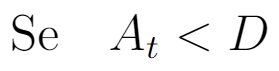 Se A_t < D